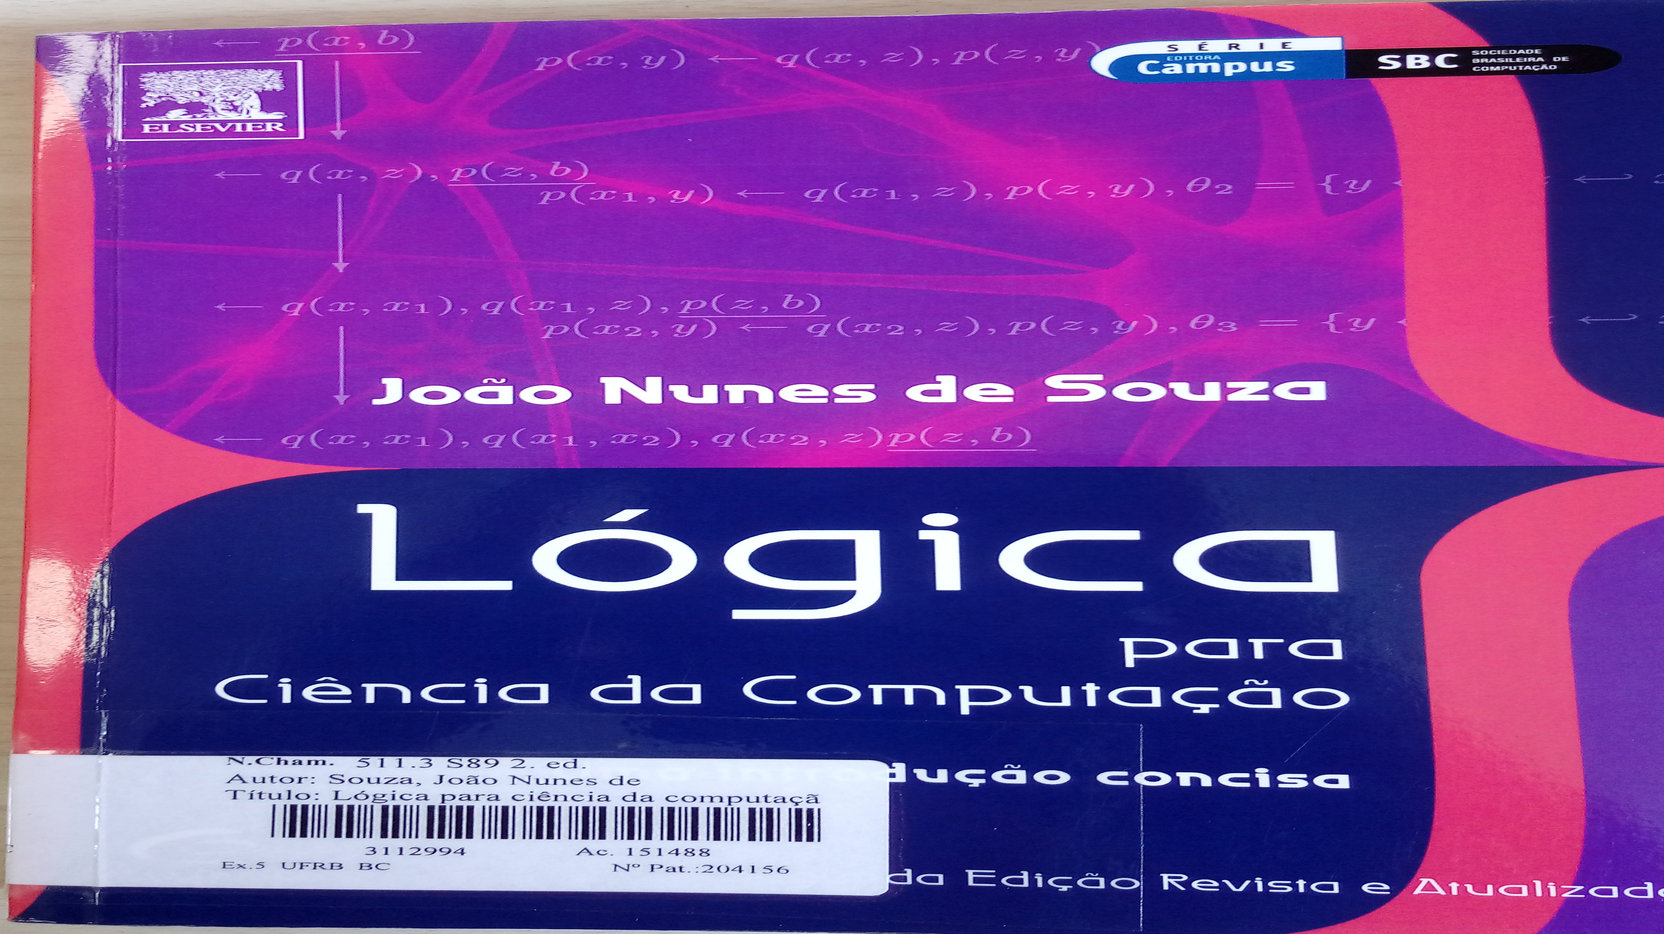 ← p(x, b)
p(x, y) ← q(x, z), p(z, y)
SÉRIE
EDITORA
Campus
SBC
SOCIEDADE
BRASILEIRA DE
COMPUTAÇÃO
ELSEVIER
← q(x, z), p(z, b)
p(x₁, y) ← q(x₁, z), p(z, y), θ₂ = {y
← q(x, x₁), q(x₁, z), p(z, b)
p(x₂, y) ← q(x₂, z), p(z, y), θ₃ = {y
João Nunes de Souza
← q(x, x₁), q(x₁, x₂), q(x₂, z)p(z, b)
Lógica
para
Ciência da Computação
introdução concisa
N.Cham. 511.3 S89 2. ed.
Autor: Souza, João Nunes de
Título: Lógica para ciência da computaçã
3112994 Ac. 151488
Ex.5 UFRB BC Nº Pat.:204156
da Edição Revista e Atualizad